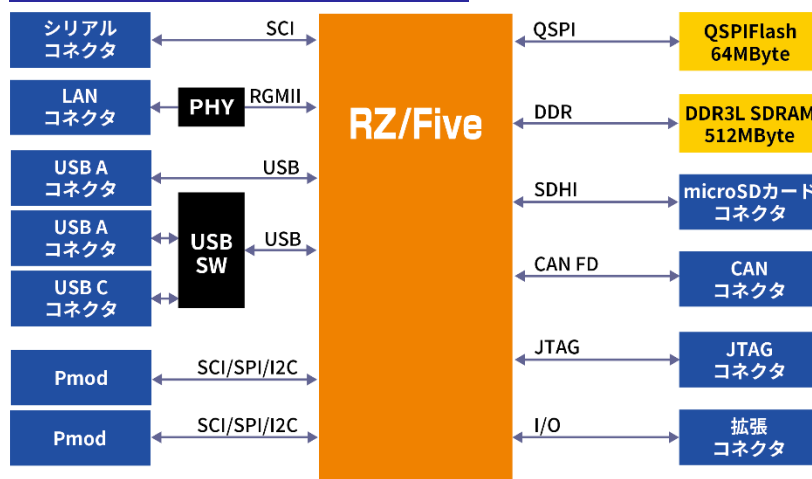 シリアル
コネクタ
SCI
LAN
コネクタ
PHY
RGMII
USB A
コネクタ
USB
USB A
コネクタ
USB C
コネクタ
USB
SW
USB
Pmod
SCI/SPI/I2C
Pmod
SCI/SPI/I2C
RZ/Five
QSPI
QSPIFlash
64MByte
DDR
DDR3L SDRAM
512MByte
SDHI
microSDカード
コネクタ
CAN FD
CAN
コネクタ
JTAG
JTAG
コネクタ
I/O
拡張
コネクタ